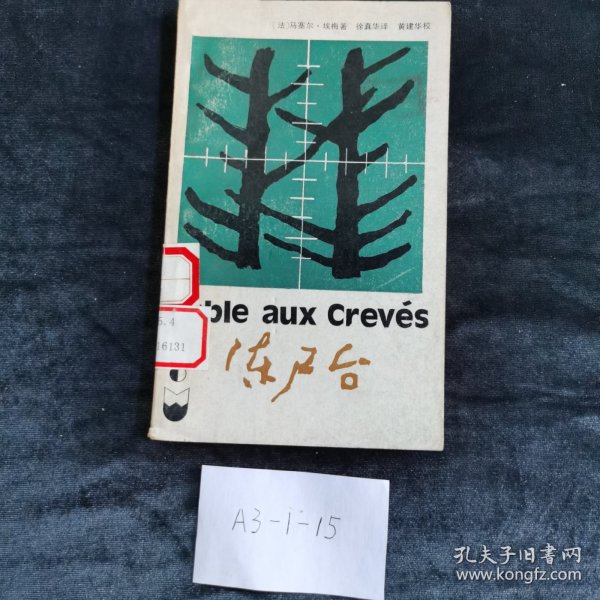 〔法〕马塞尔·埃梅著 徐真华译 黄建华校
ble aux Crevés
陈尸台
5.4
16131
A3-1-15
孔夫子旧书网
www.kongfz.com